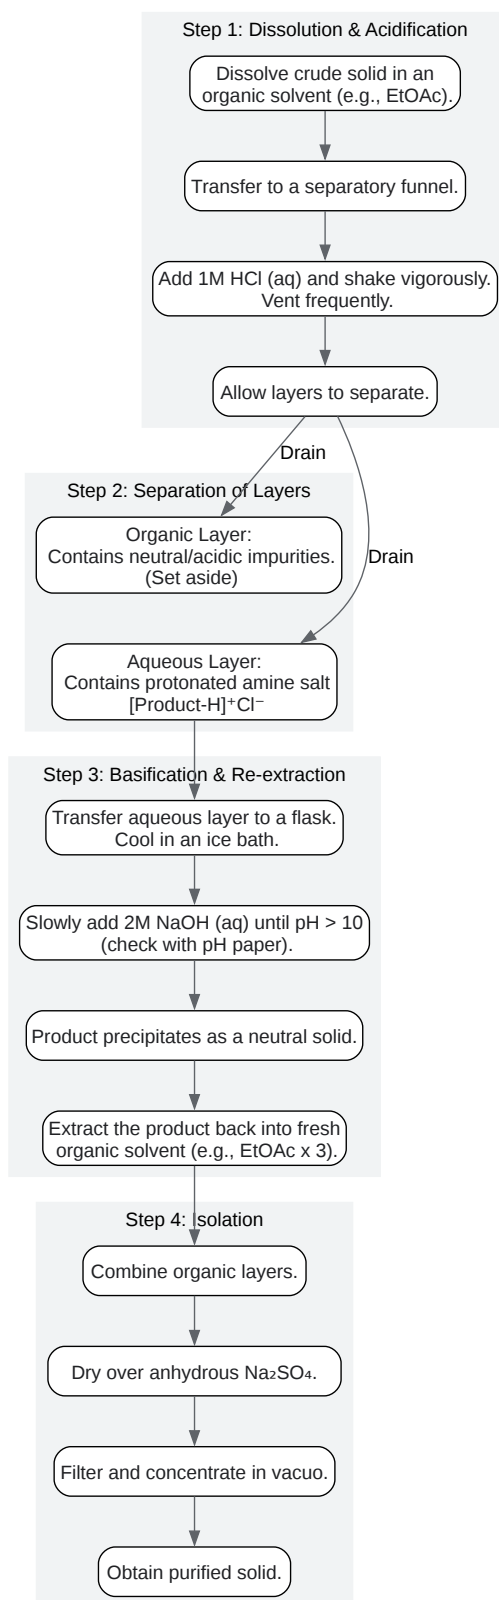 Step 1: Dissolution & Acidification
Dissolve crude solid in an
organic solvent (e.g., EtOAc).
Transfer to a separatory funnel.
Add 1M HCl (aq) and shake vigorously.
Vent frequently.
Allow layers to separate.
Drain
Step 2: Separation of Layers
Organic Layer:
Contains neutral/acidic impurities.
(Set aside)
Drain
Aqueous Layer:
Contains protonated amine salt
[Product-H]⁺Cl⁻
Step 3: Basification & Re-extraction
Transfer aqueous layer to a flask.
Cool in an ice bath.
Slowly add 2M NaOH (aq) until pH > 10
(check with pH paper).
Product precipitates as a neutral solid.
Extract the product back into fresh
organic solvent (e.g., EtOAc x 3).
Step 4: Isolation
Combine organic layers.
Dry over anhydrous Na₂SO₄.
Filter and concentrate in vacuo.
Obtain purified solid.